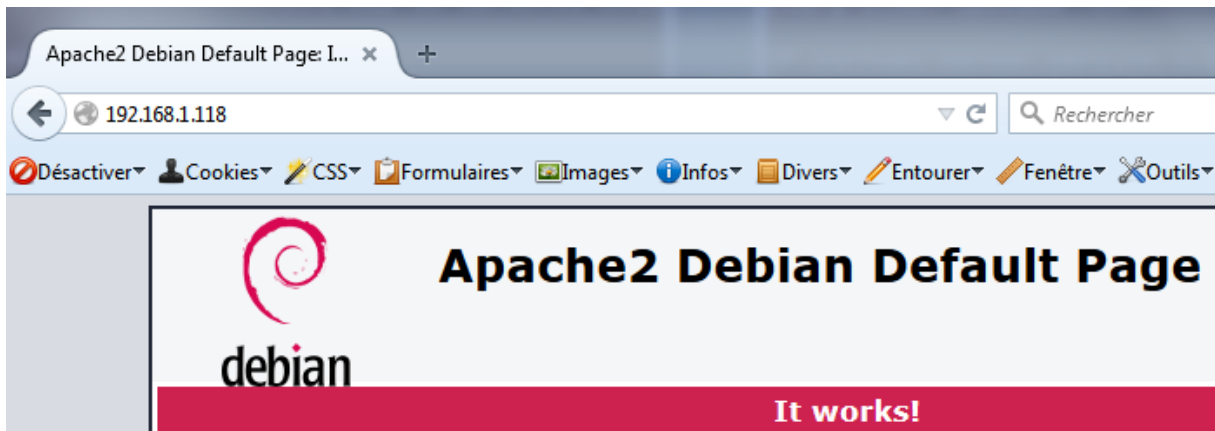 Apache2 Debian Default Page: I...
192.168.1.118 Rechercher
Désactiver Cookies CSS Formulaires Images Infos Divers Entourer Fenêtre Outils
Apache2 Debian Default Page
debian
It works!